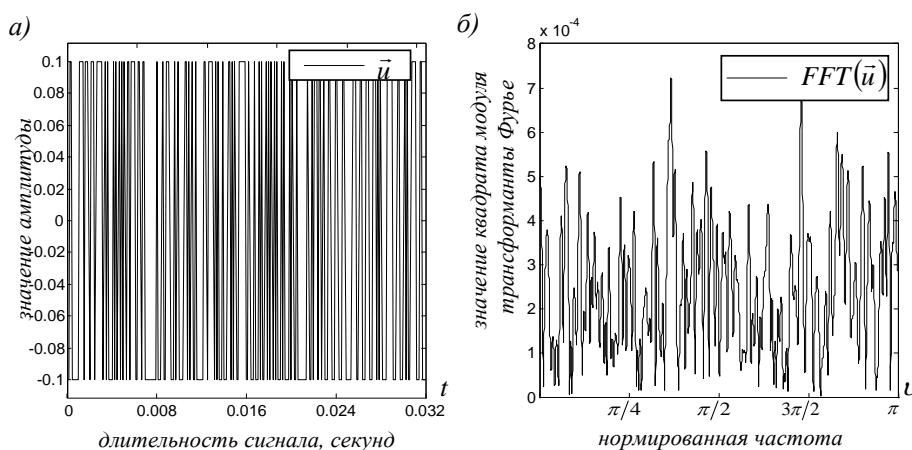 а)
0.1
0.08
0.06
0.04
0.02
0
-0.02
-0.04
-0.06
-0.08
-0.1
значение амплитуды
u⃗
t
0 0.008 0.016 0.024 0.032
длительность сигнала, секунд
б)
8 x 10⁻⁴
7
6
5
4
3
2
1
0
значение квадрата модуля
трансформанты Фурье
FFT(u⃗)
υ
π/4 π/2 3π/2 π
нормированная частота